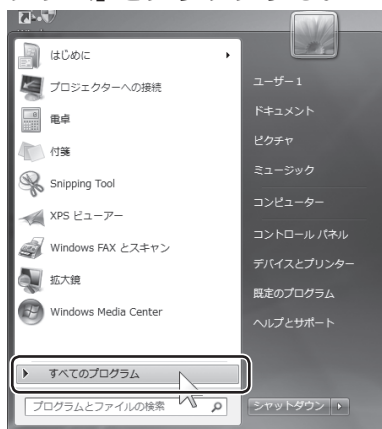 はじめに
プロジェクターへの接続
電卓
付箋
Snipping Tool
XPS ビューアー
Windows FAX とスキャン
拡大鏡
Windows Media Center
すべてのプログラム
プログラムとファイルの検索
ユーザー1
ドキュメント
ピクチャ
ミュージック
コンピューター
コントロール パネル
デバイスとプリンター
既定のプログラム
ヘルプとサポート
シャットダウン